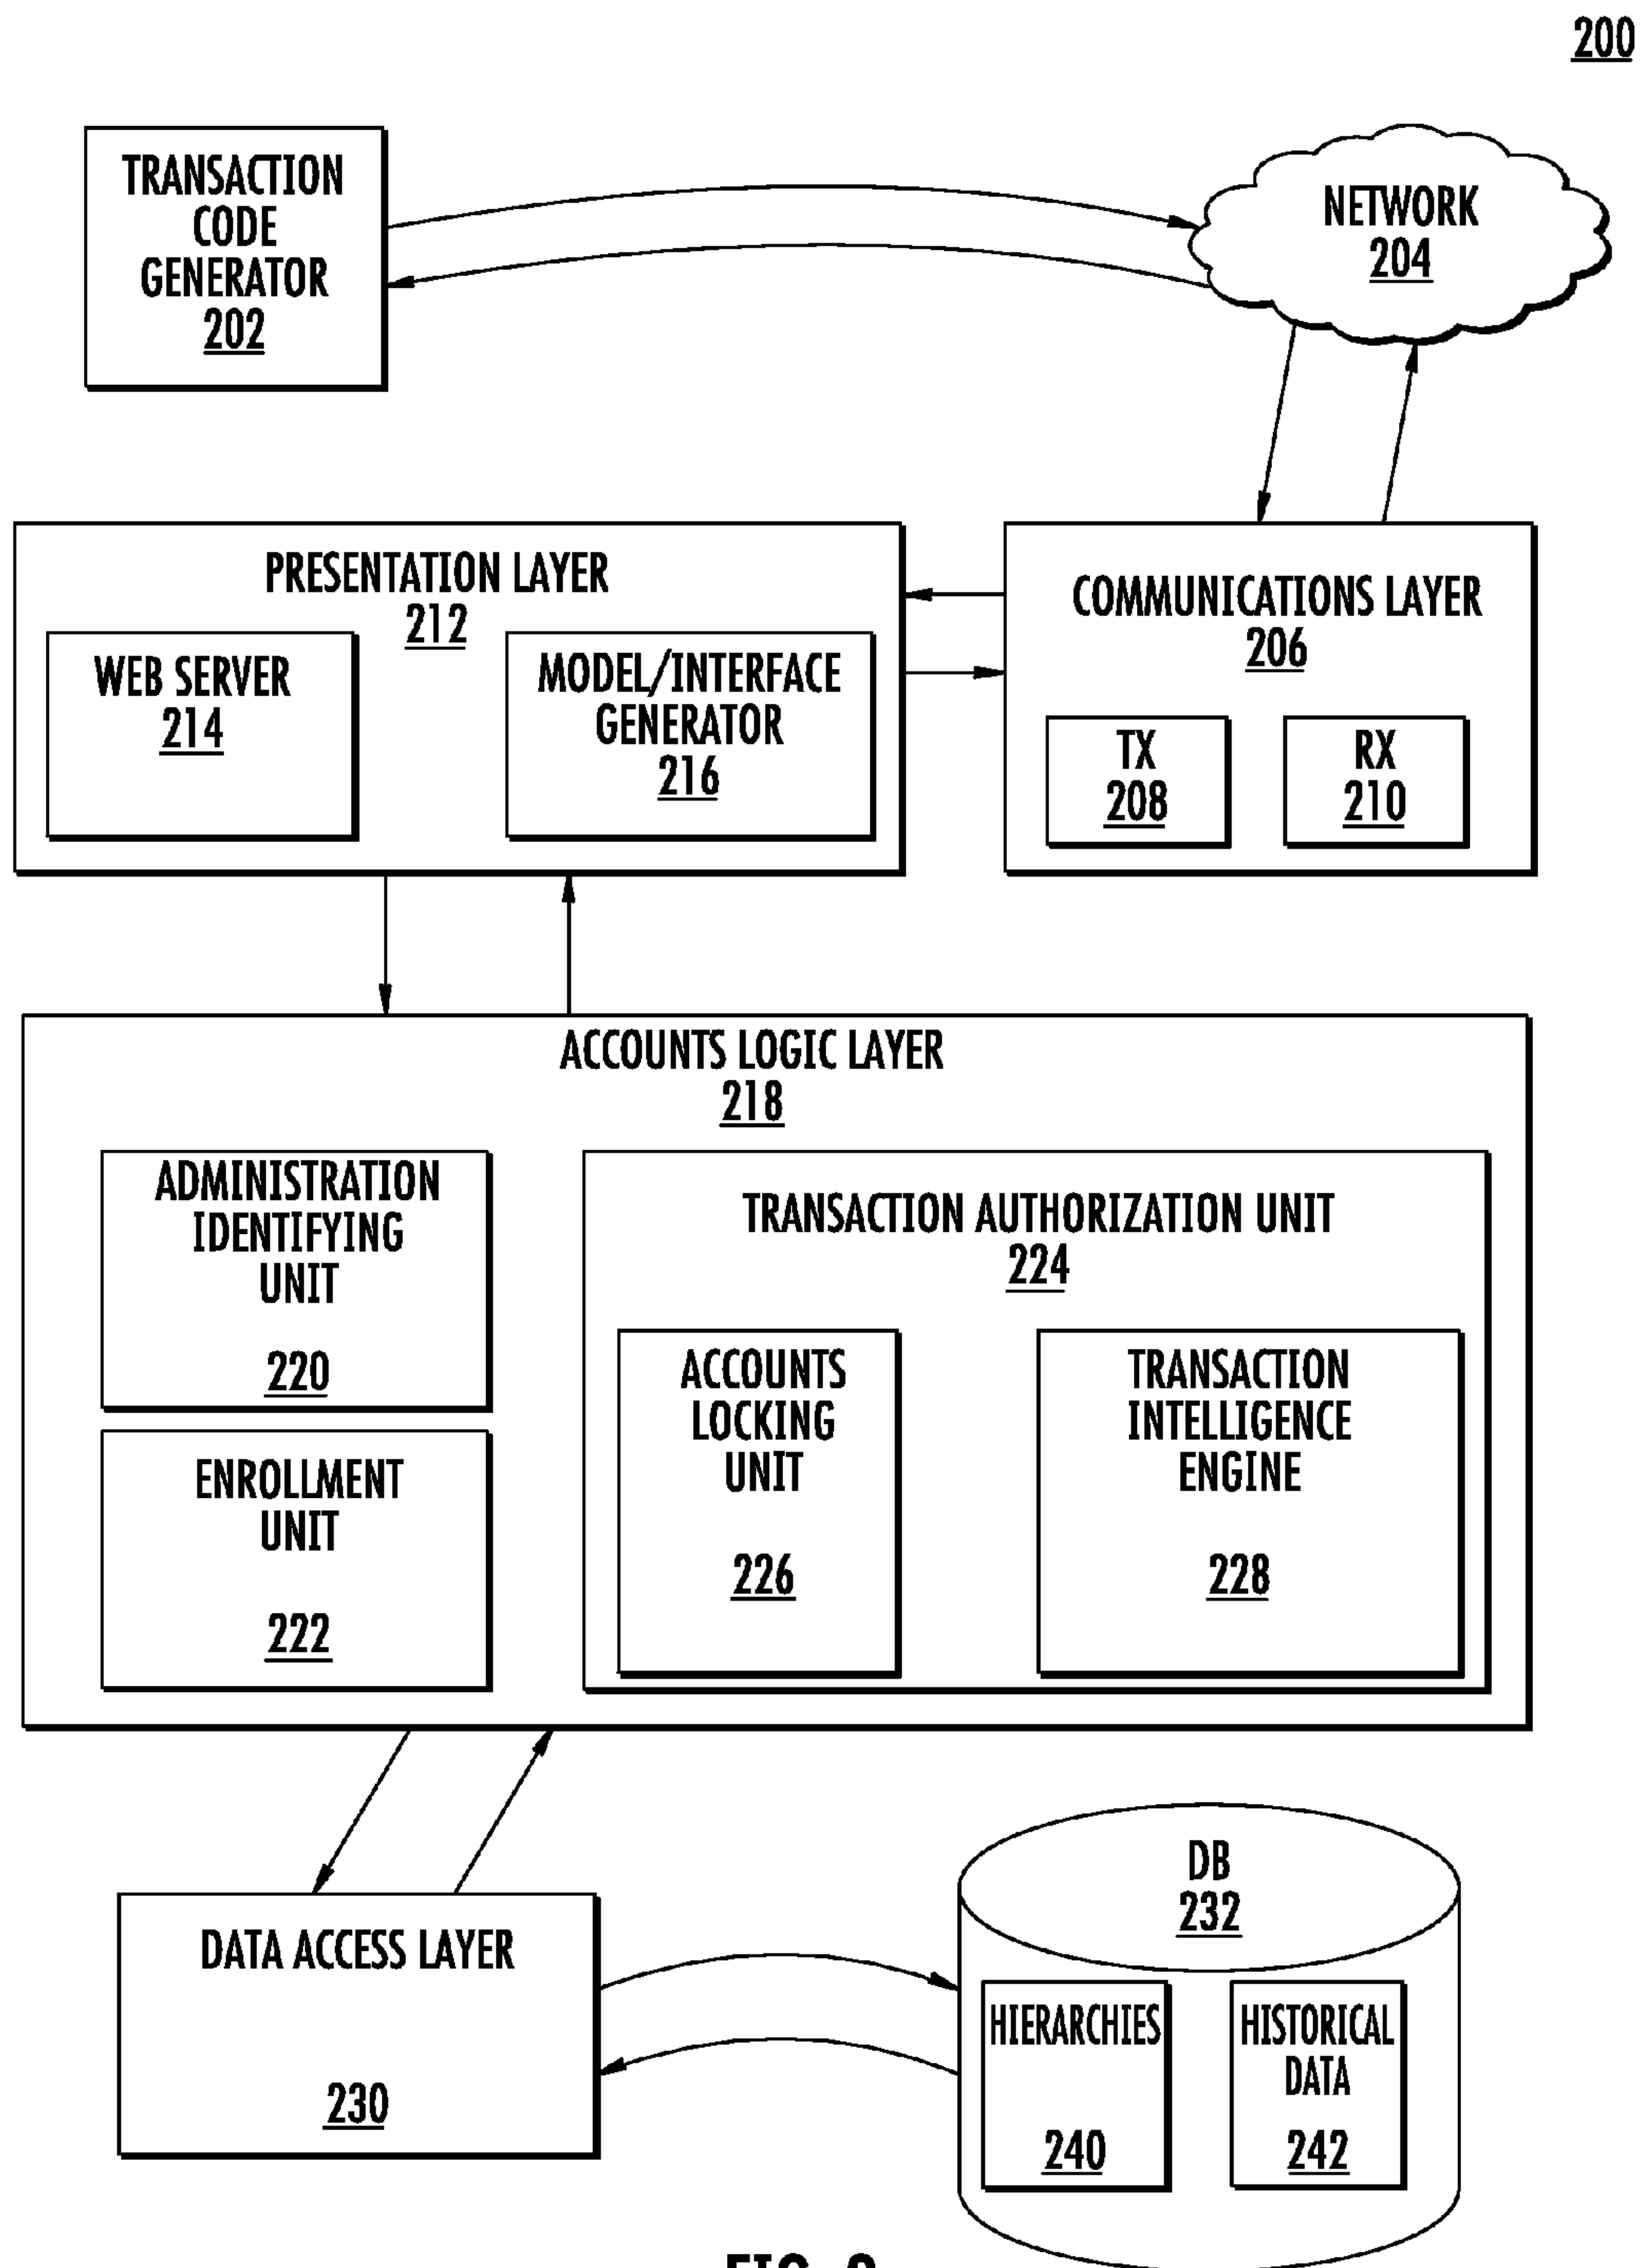 200
TRANSACTION
CODE
GENERATOR
202
NETWORK
204
PRESENTATION LAYER
212
WEB SERVER
214
MODEL/INTERFACE
GENERATOR
216
COMMUNICATIONS LAYER
206
TX
208
RX
210
ACCOUNTS LOGIC LAYER
218
ADMINISTRATION
IDENTIFYING
UNIT
220
ENROLLMENT
UNIT
222
TRANSACTION AUTHORIZATION UNIT
224
ACCOUNTS
LOCKING
UNIT
226
TRANSACTION
INTELLIGENCE
ENGINE
228
DATA ACCESS LAYER
230
DB
232
HIERARCHIES
240
HISTORICAL
DATA
242
FIG.